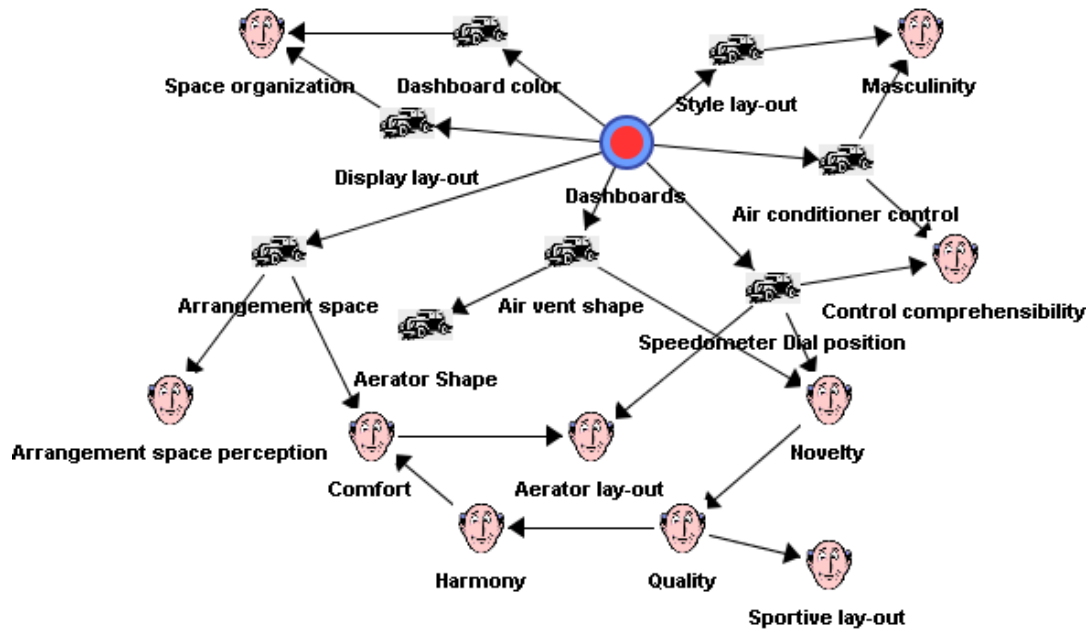 Space organization
Dashboard color
Style lay-out
Masculinity
Display lay-out
Dashboards
Air conditioner control
Arrangement space
Air vent shape
Control comprehensibility
Speedometer Dial position
Aerator Shape
Arrangement space perception
Novelty
Comfort
Aerator lay-out
Harmony
Quality
Sportive lay-out